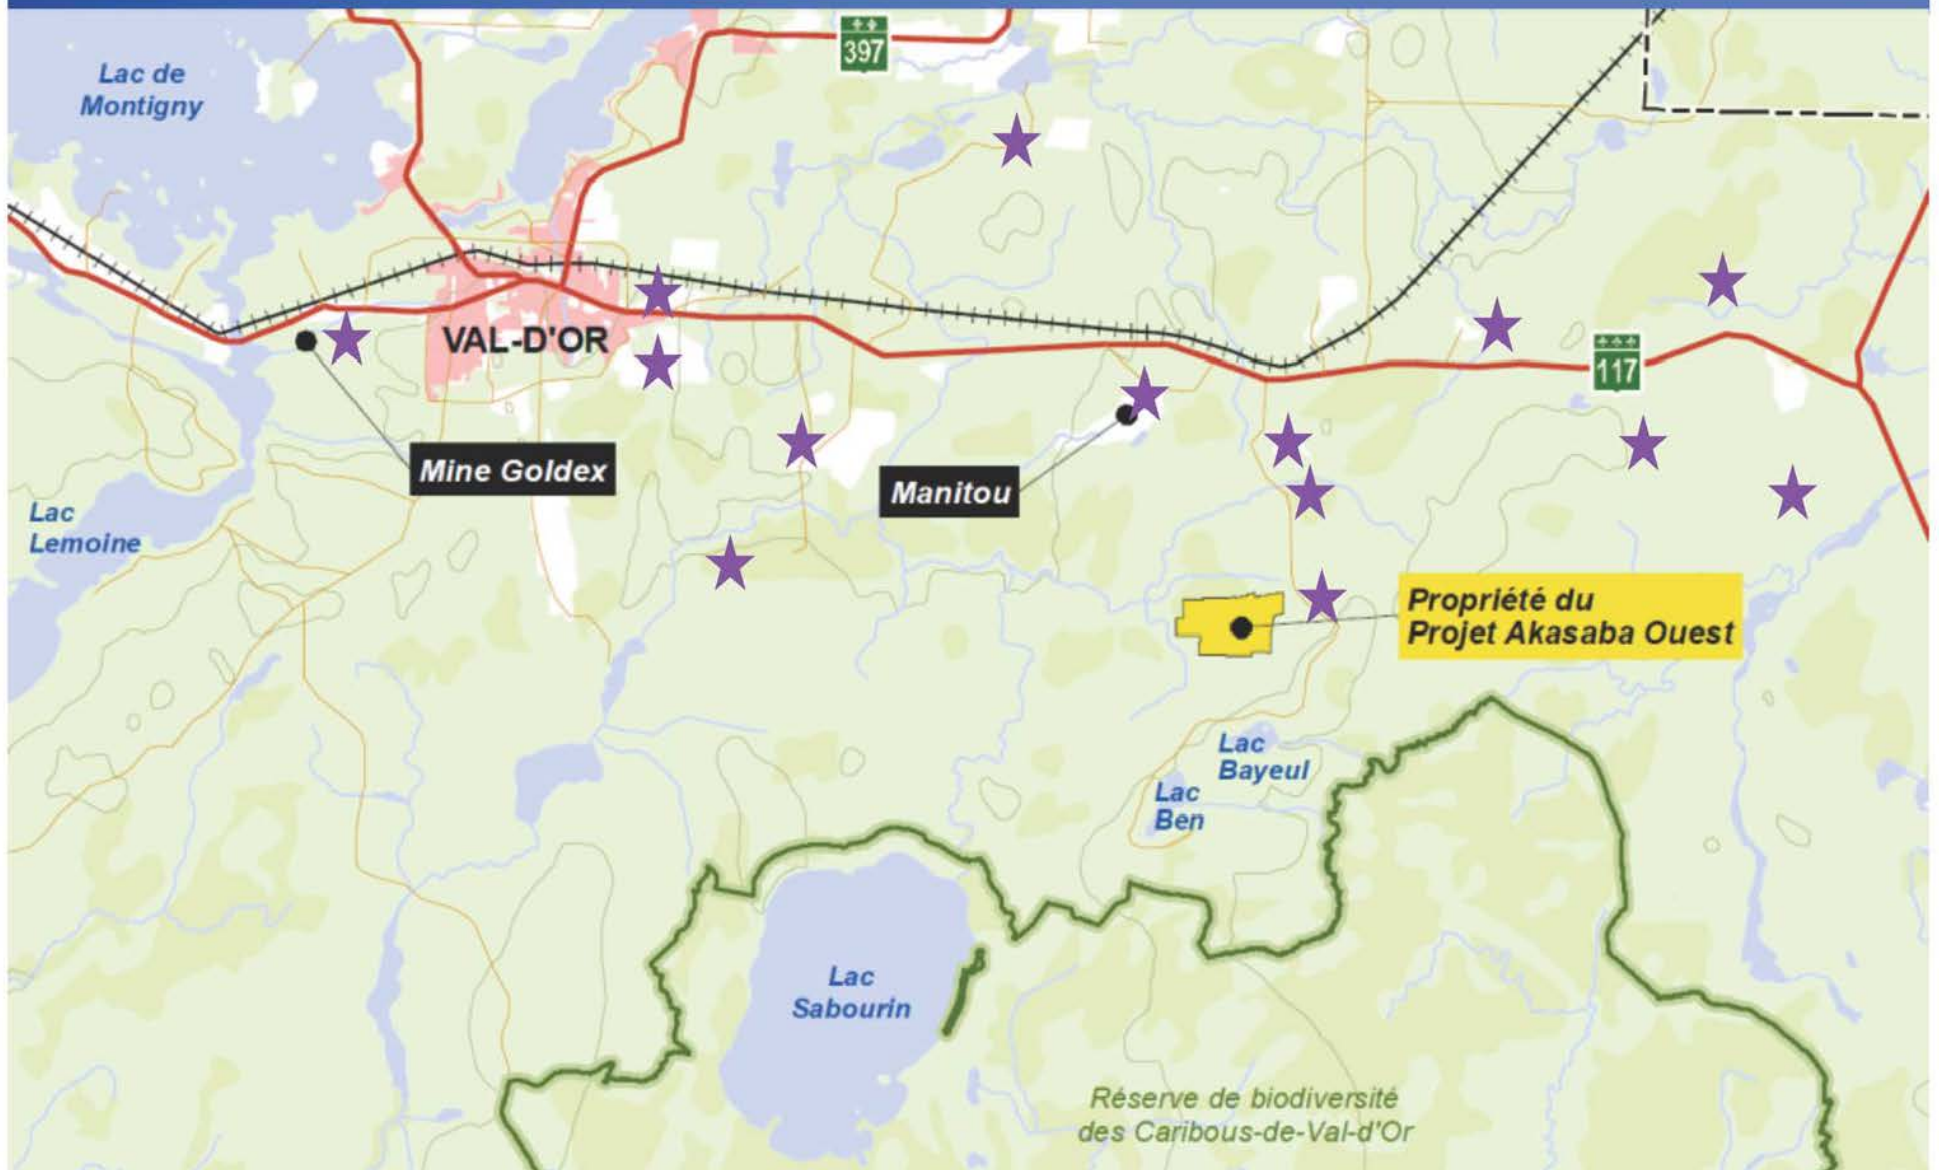 397
Lac de
Montigny
VAL-D'OR
117
Mine Goldex
Manitou
Lac
Lemoine
Propriété du
Projet Akasaba Ouest
Lac
Bayeul
Lac
Ben
Lac
Sabourin
Réserve de biodiversité
des Caribous-de-Val-d'Or